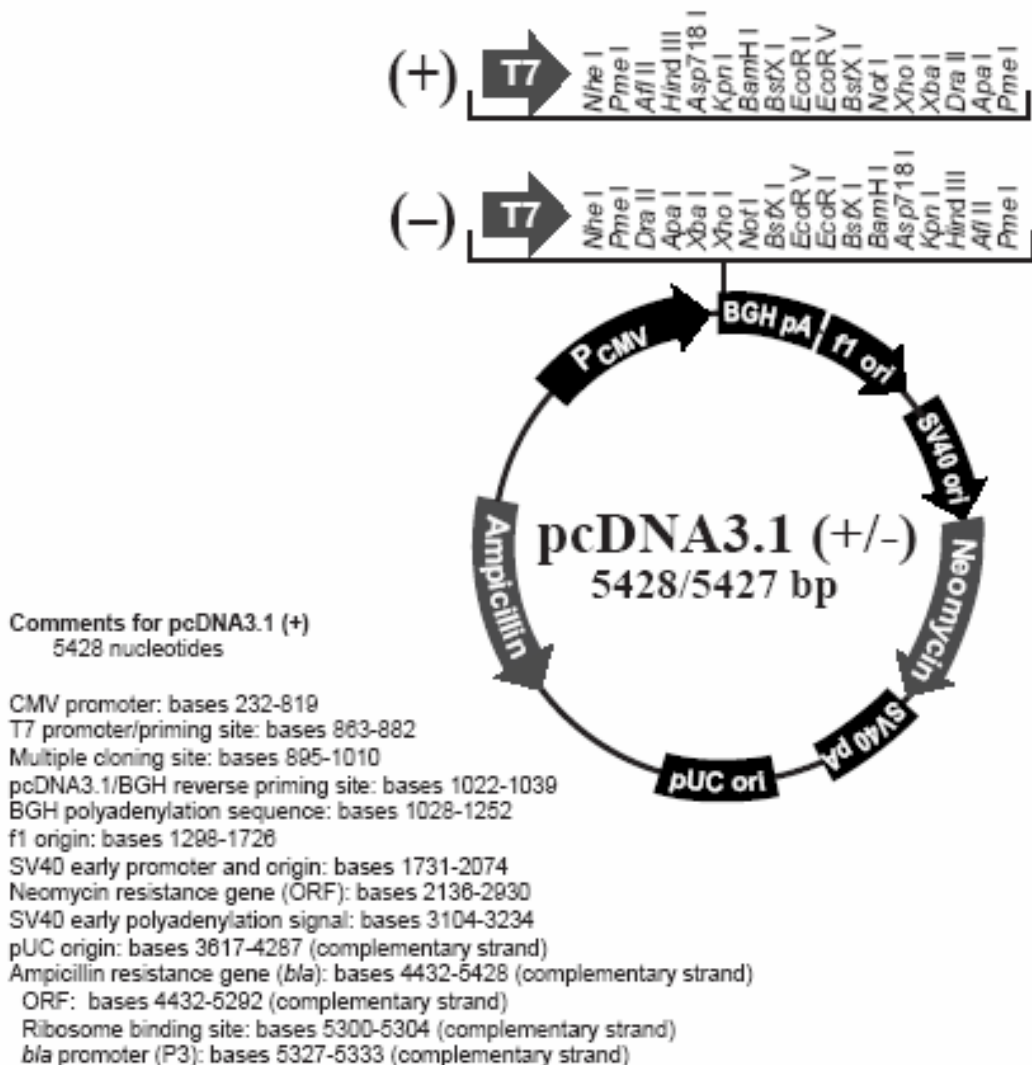 (+) T7 Nhe I Pme I Afl II Hind III Asp718 I Kpn I BamH I BstX I EcoR I EcoR V BstX I Not I Xho I Xba I Dra II Apa I Pme I
(–) T7 Nhe I Pme I Dra II Apa I Xba I Xho I Not I BstX I EcoR V EcoR I BstX I BamH I Asp718 I Kpn I Hind III Afl II Pme I
PCMV
BGH pA
f1 ori
SV40 ori
Neomycin
SV40 pA
pUC ori
Ampicillin
pcDNA3.1 (+/-)
5428/5427 bp
Comments for pcDNA3.1 (+)
5428 nucleotides
CMV promoter: bases 232-819
T7 promoter/priming site: bases 863-882
Multiple cloning site: bases 895-1010
pcDNA3.1/BGH reverse priming site: bases 1022-1039
BGH polyadenylation sequence: bases 1028-1252
f1 origin: bases 1298-1726
SV40 early promoter and origin: bases 1731-2074
Neomycin resistance gene (ORF): bases 2136-2930
SV40 early polyadenylation signal: bases 3104-3234
pUC origin: bases 3617-4287 (complementary strand)
Ampicillin resistance gene (bla): bases 4432-5428 (complementary strand)
ORF: bases 4432-5292 (complementary strand)
Ribosome binding site: bases 5300-5304 (complementary strand)
bla promoter (P3): bases 5327-5333 (complementary strand)